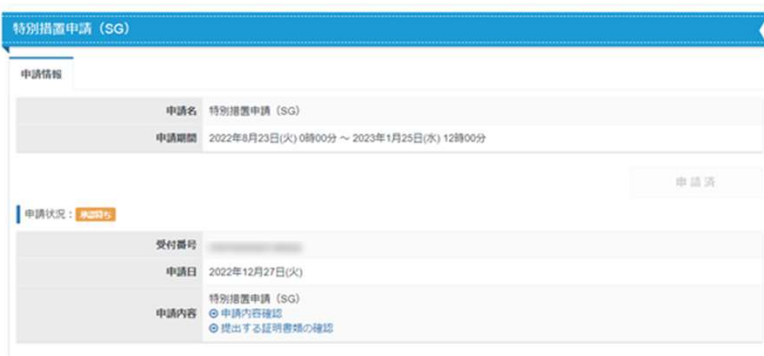 特別措置申請（SG）
申請情報
申請名 特別措置申請（SG）
申請期間 2022年8月23日(火) 0時00分 ～ 2023年1月25日(水) 12時00分
申請済
申請状況：承認待ち
受付番号
申請日 2022年12月27日(火)
申請内容 特別措置申請（SG）
申請内容確認
提出する証明書類の確認